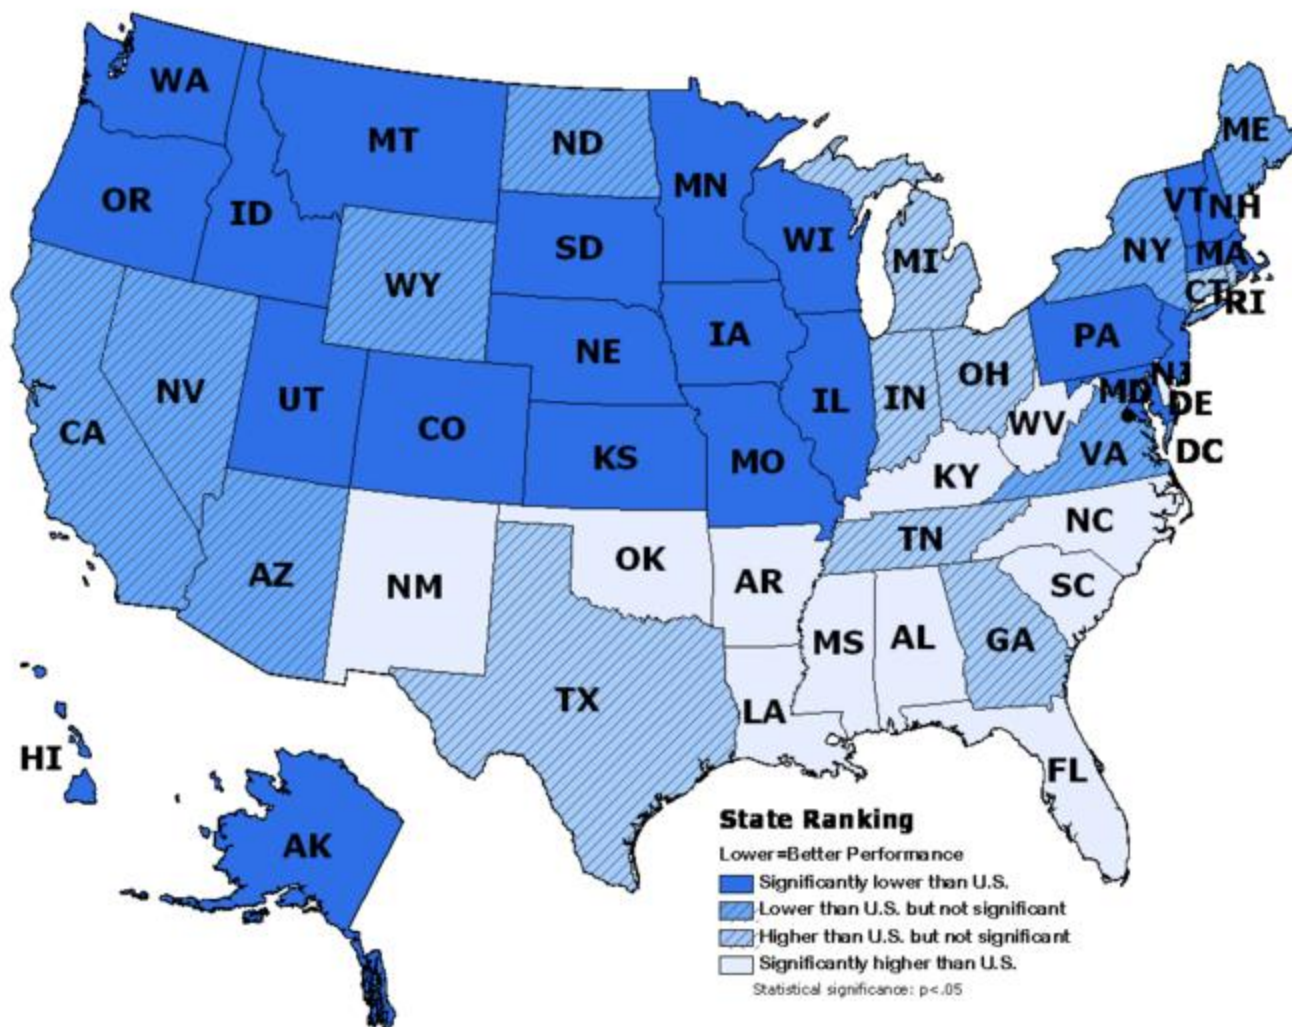 WA
MT
ND
MN
ME
OR
ID
SD
WI
MI
VT
NH
NY
MA
WY
CT
RI
NE
IA
PA
NV
UT
CO
IL
IN
OH
NJ
MD
DE
CA
KS
MO
WV
VA
DC
KY
NC
AZ
NM
OK
AR
TN
SC
MS
AL
GA
TX
LA
HI
FL
AK
State Ranking
Lower=Better Performance
Significantly lower than U.S.
Lower than U.S. but not significant
Higher than U.S. but not significant
Significantly higher than U.S.
Statistical significance: p<.05